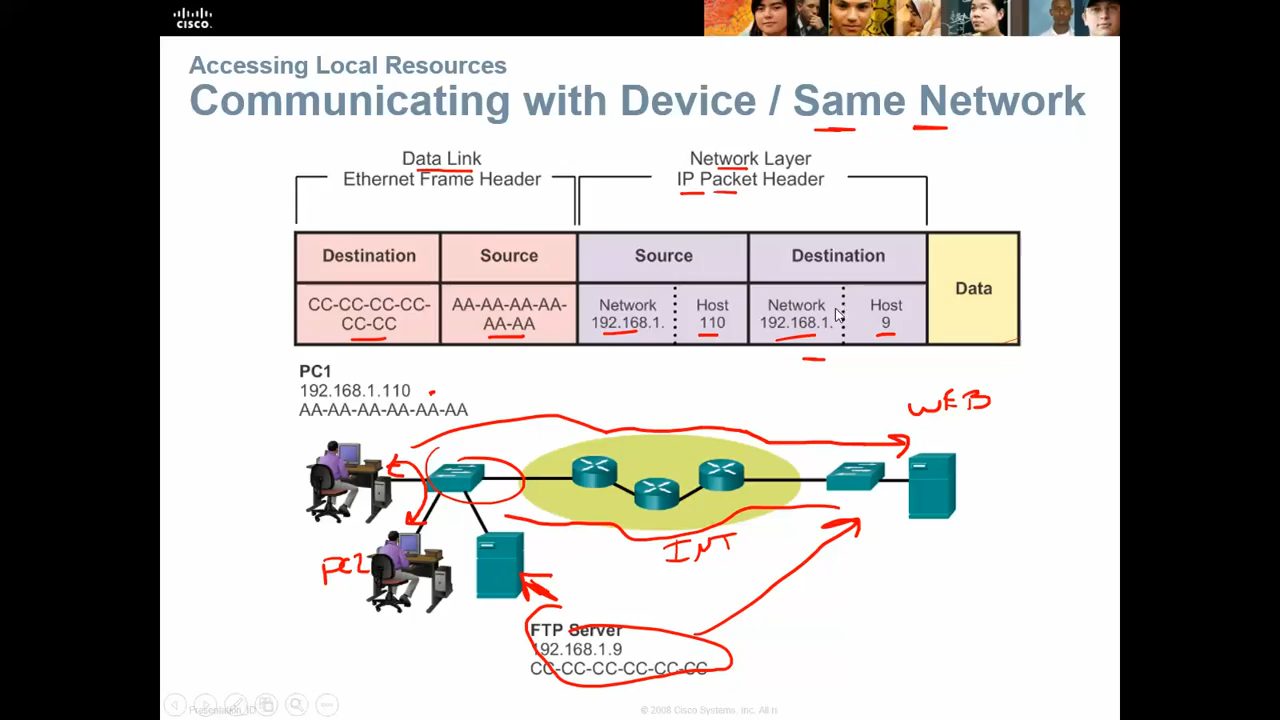 CISCO.
Accessing Local Resources
Communicating with Device / Same Network
Data Link
Ethernet Frame Header
Network Layer
IP Packet Header
Destination
Source
Source
Destination
Data
CC-CC-CC-CC-
CC-CC
AA-AA-AA-AA-
AA-AA
Network
192.168.1.
Host
110
Network
192.168.1.
Host
9
PC1
192.168.1.110
AA-AA-AA-AA-AA-AA
WEB
INT
PC2
FTP Server
192.168.1.9
CC-CC-CC-CC-CC-CC
Presentation_ID
© 2008 Cisco Systems, Inc. All ri